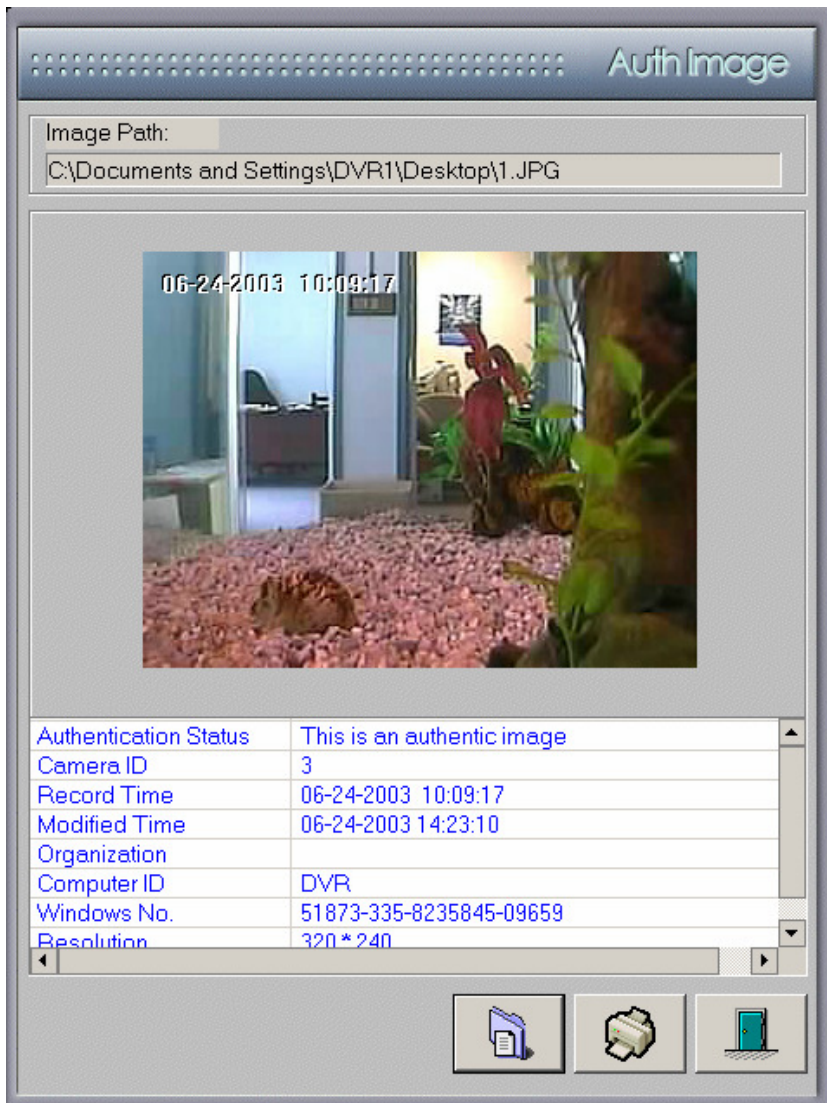 Auth Image
Image Path:
C:\Documents and Settings\DVR1\Desktop\1.JPG
06-24-2003 10:09:17
Authentication Status This is an authentic image
Camera ID 3
Record Time 06-24-2003 10:09:17
Modified Time 06-24-2003 14:23:10
Organization
Computer ID DVR
Windows No. 51873-335-8235845-09659
Resolution 320 * 240